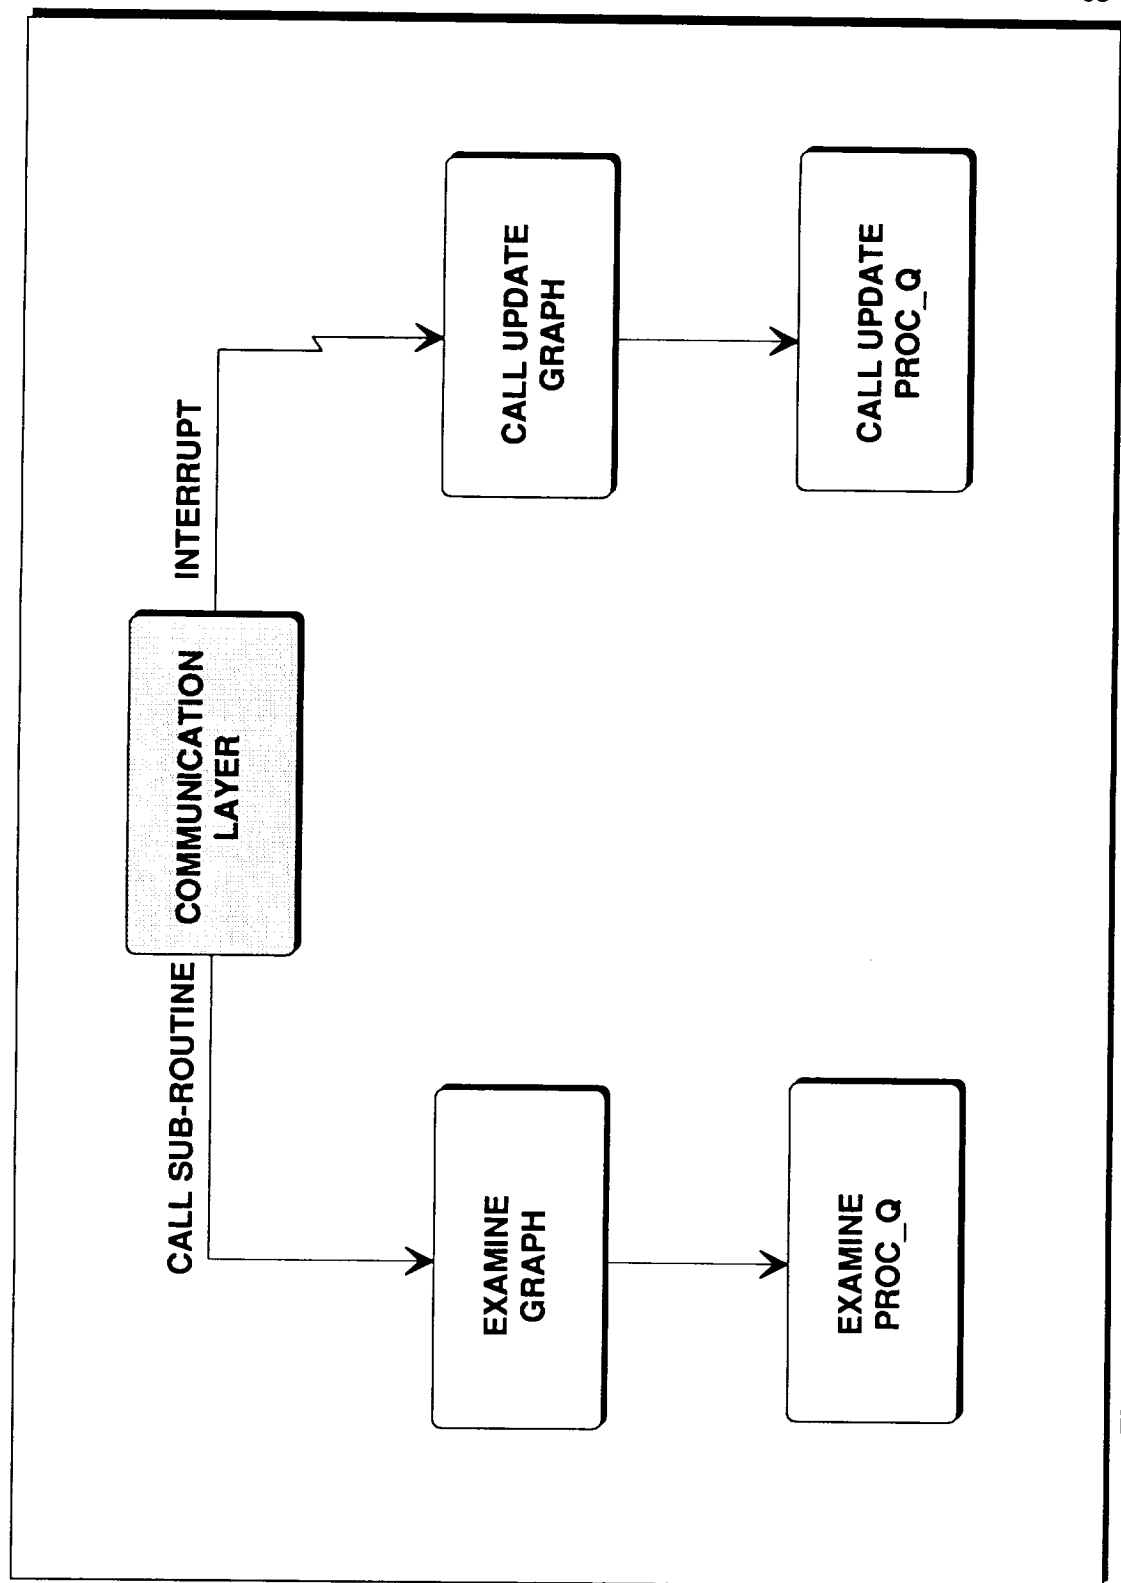 COMMUNICATION
LAYER
CALL SUB-ROUTINE
INTERRUPT
EXAMINE
GRAPH
CALL UPDATE
GRAPH
EXAMINE
PROC_Q
CALL UPDATE
PROC_Q